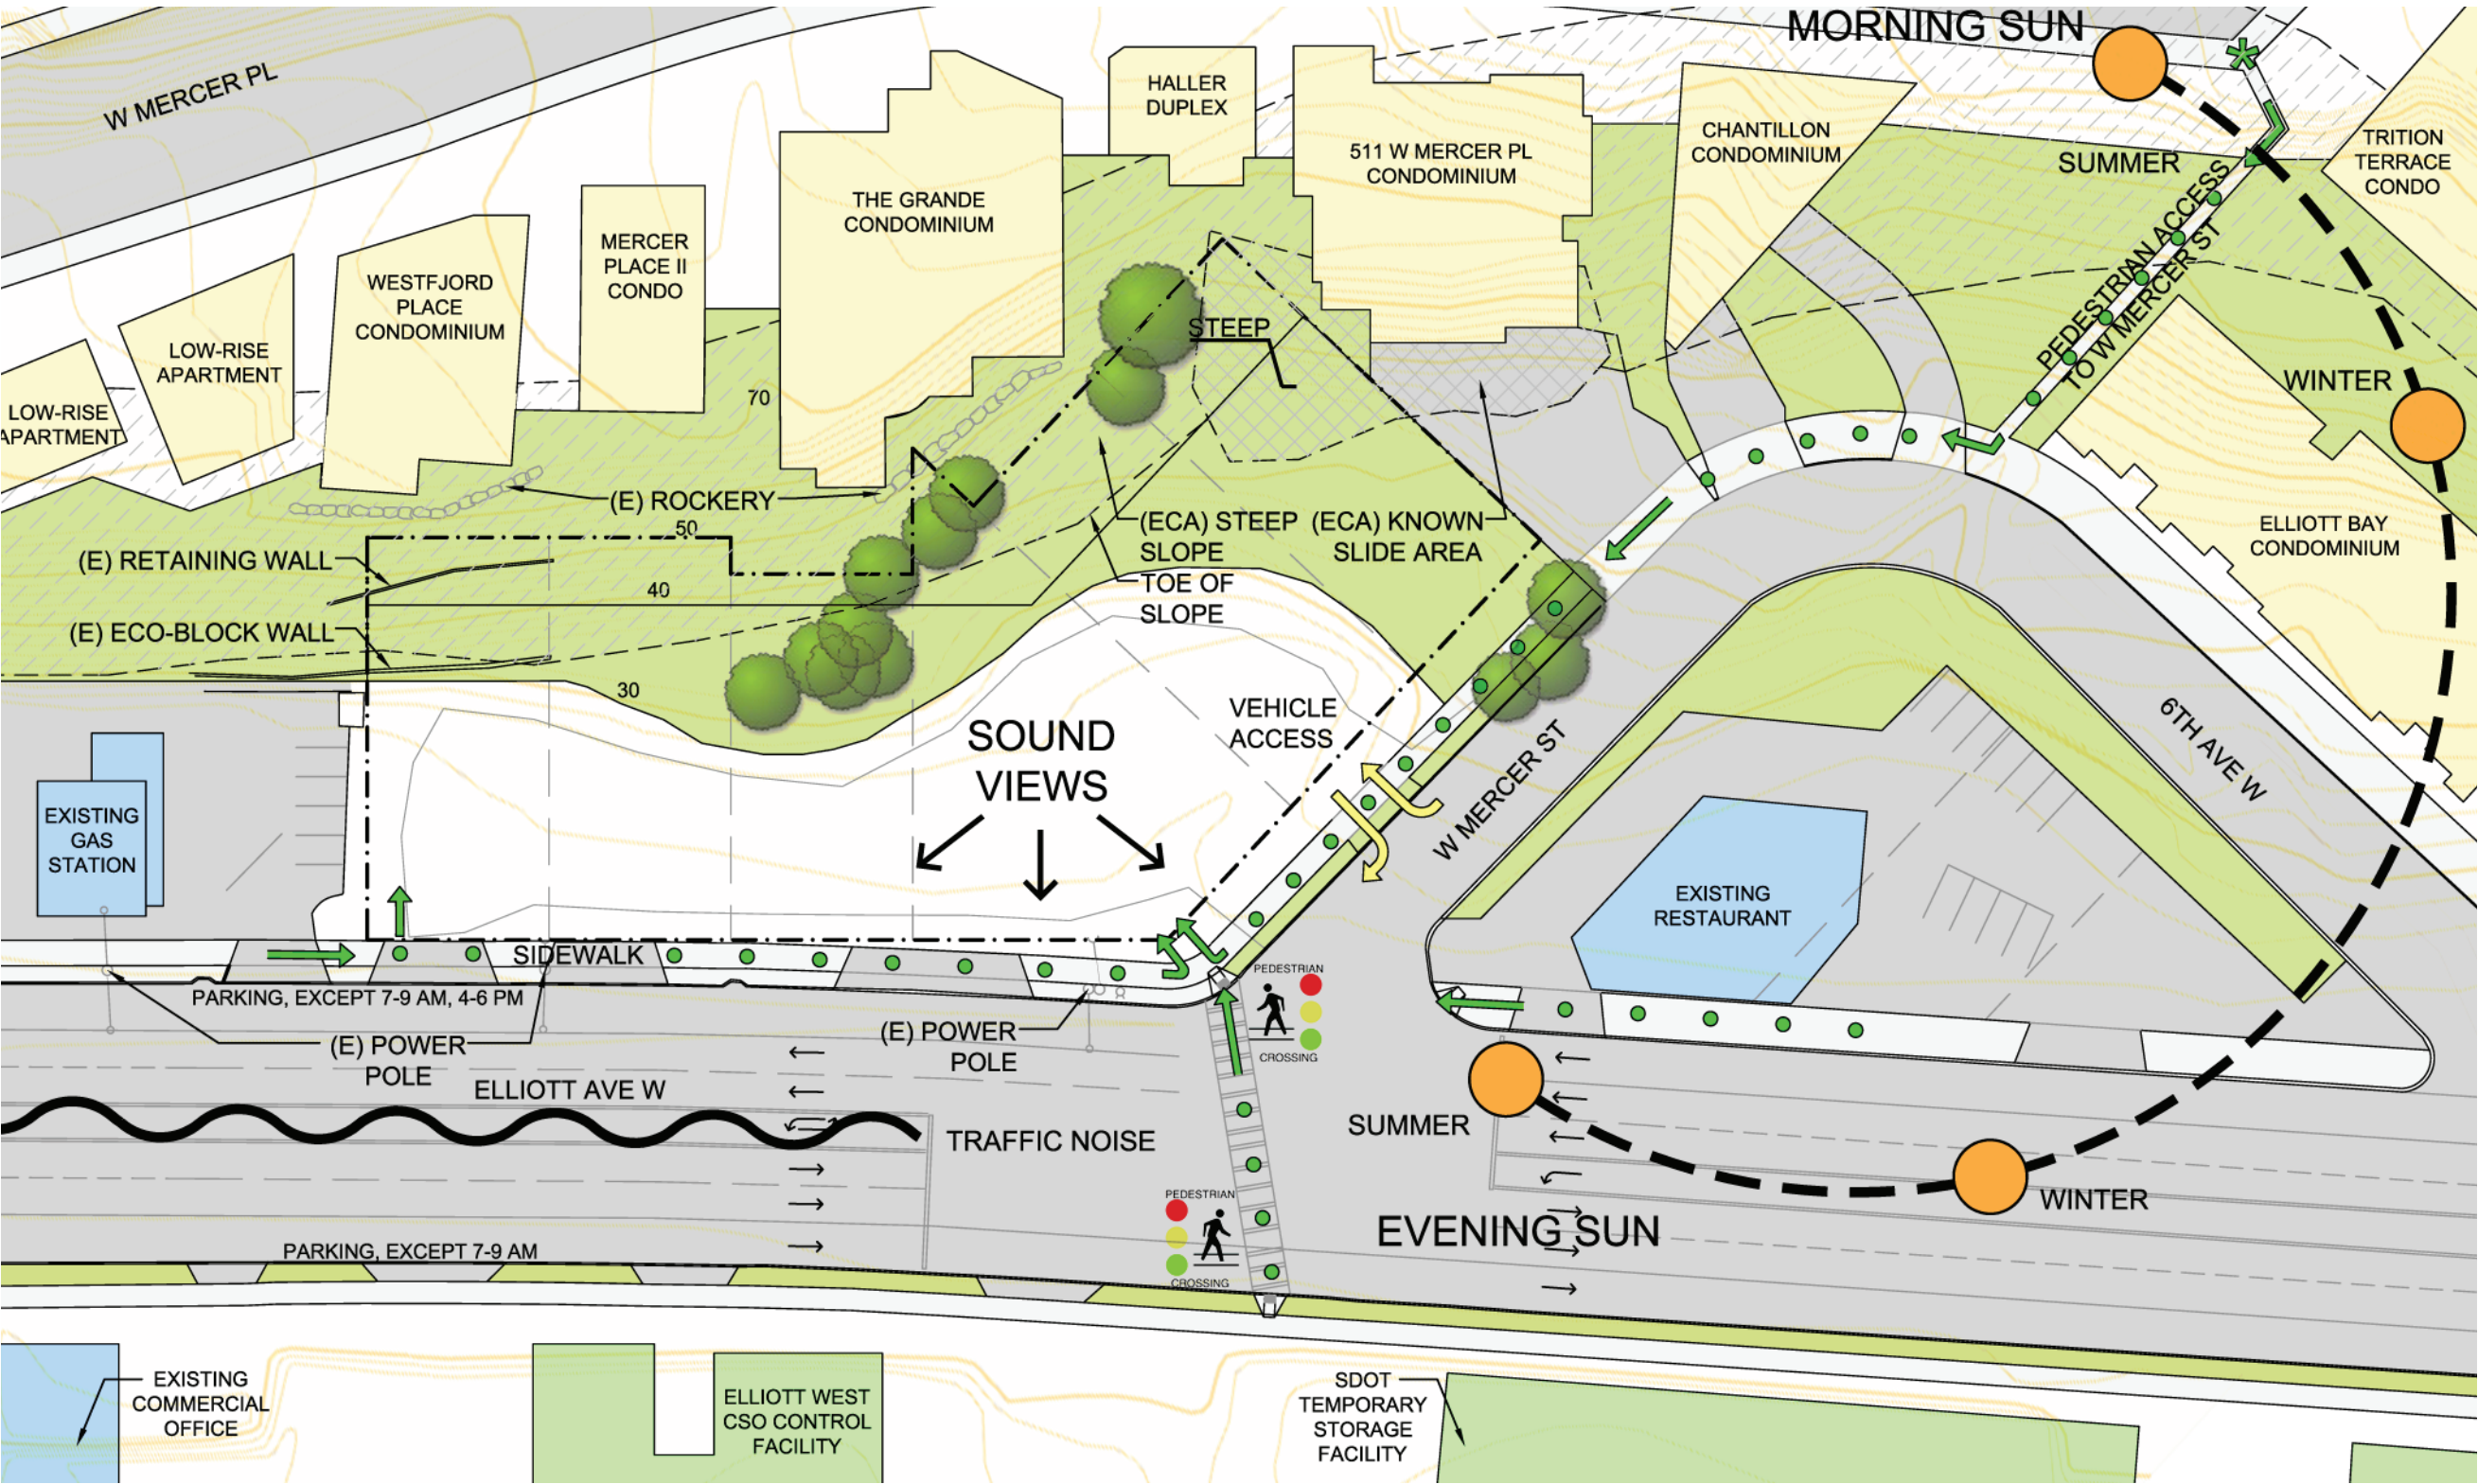 MORNING SUN
W MERCER PL
HALLER
DUPLEX
511 W MERCER PL
CONDOMINIUM
CHANTILLON
CONDOMINIUM
SUMMER
TRITION
TERRACE
CONDO
THE GRANDE
CONDOMINIUM
MERCER
PLACE II
CONDO
WESTFJORD
PLACE
CONDOMINIUM
LOW-RISE
APARTMENT
LOW-RISE
APARTMENT
PEDESTRIAN ACCESS
TO W MERCER ST
STEEP
WINTER
70
(E) ROCKERY
50
(ECA) STEEP
SLOPE
TOE OF
SLOPE
(ECA) KNOWN
SLIDE AREA
ELLIOTT BAY
CONDOMINIUM
(E) RETAINING WALL
40
(E) ECO-BLOCK WALL
30
VEHICLE
ACCESS
SOUND
VIEWS
W MERCER ST
6TH AVE W
EXISTING
GAS
STATION
EXISTING
RESTAURANT
SIDEWALK
PARKING, EXCEPT 7-9 AM, 4-6 PM
PEDESTRIAN
CROSSING
(E) POWER
POLE
(E) POWER
POLE
ELLIOTT AVE W
TRAFFIC NOISE
SUMMER
WINTER
PEDESTRIAN
CROSSING
EVENING SUN
PARKING, EXCEPT 7-9 AM
EXISTING
COMMERCIAL
OFFICE
ELLIOTT WEST
CSO CONTROL
FACILITY
SDOT
TEMPORARY
STORAGE
FACILITY